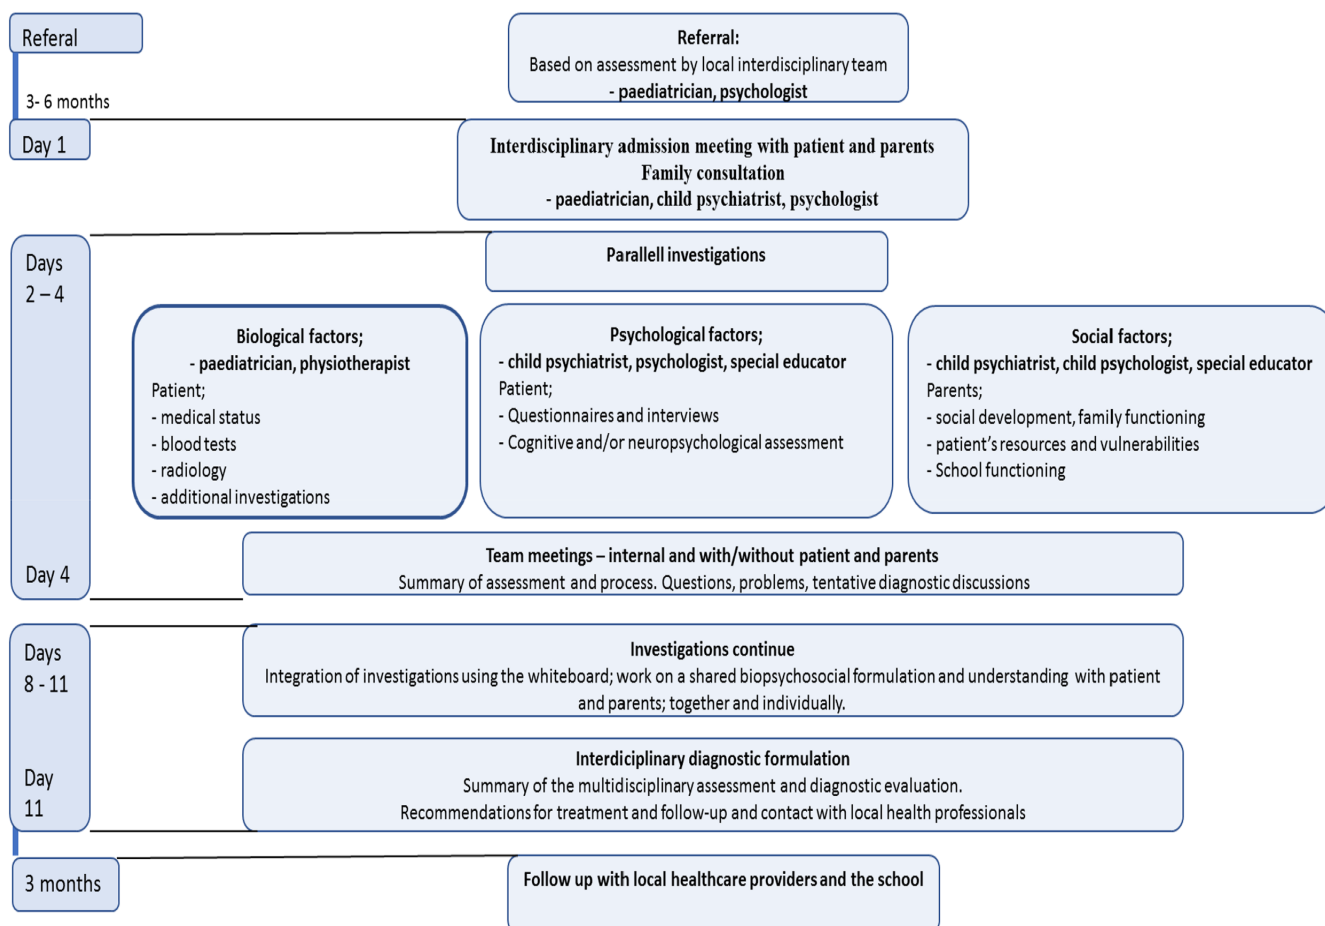 Referal
Referral:
Based on assessment by local interdisciplinary team
- paediatrician, psychologist
3- 6 months
Day 1
Interdisciplinary admission meeting with patient and parents
Family consultation
- paediatrician, child psychiatrist, psychologist
Days
2 – 4
Parallell investigations
Biological factors;
- paediatrician, physiotherapist
Patient;
- medical status
- blood tests
- radiology
- additional investigations
Psychological factors;
- child psychiatrist, psychologist, special educator
Patient;
- Questionnaires and interviews
- Cognitive and/or neuropsychological assessment
Social factors;
- child psychiatrist, child psychologist, special educator
Parents;
- social development, family functioning
- patient's resources and vulnerabilities
- School functioning
Day 4
Team meetings – internal and with/without patient and parents
Summary of assessment and process. Questions, problems, tentative diagnostic discussions
Days
8 - 11
Investigations continue
Integration of investigations using the whiteboard; work on a shared biopsychosocial formulation and understanding with patient
and parents; together and individually.
Day
11
Interdiciplinary diagnostic formulation
Summary of the multidisciplinary assessment and diagnostic evaluation.
Recommendations for treatment and follow-up and contact with local health professionals
3 months
Follow up with local healthcare providers and the school